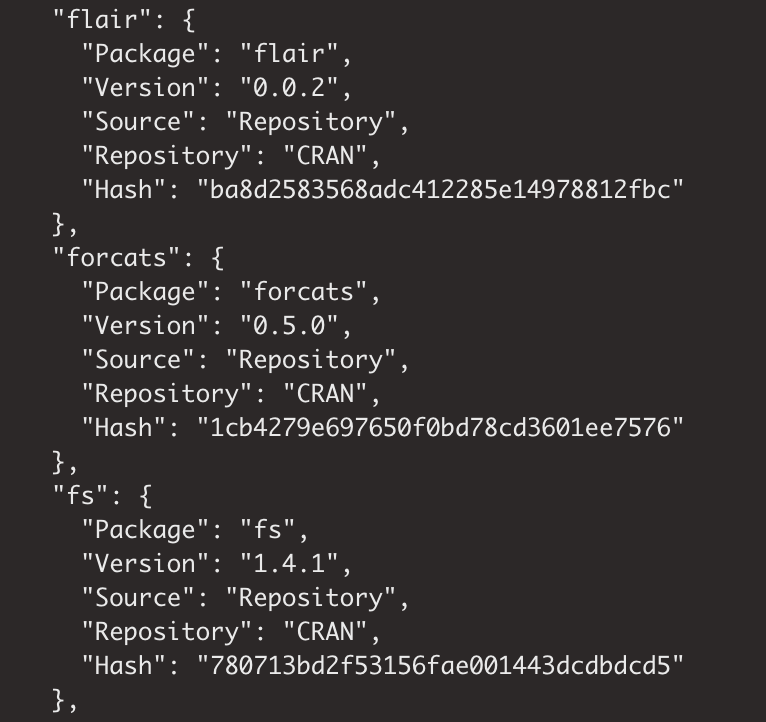 "flair": {
"Package": "flair",
"Version": "0.0.2",
"Source": "Repository",
"Repository": "CRAN",
"Hash": "ba8d2583568adc412285e14978812fbc"
},
"forcats": {
"Package": "forcats",
"Version": "0.5.0",
"Source": "Repository",
"Repository": "CRAN",
"Hash": "1cb4279e697650f0bd78cd3601ee7576"
},
"fs": {
"Package": "fs",
"Version": "1.4.1",
"Source": "Repository",
"Repository": "CRAN",
"Hash": "780713bd2f53156fae001443dcdbdcd5"
},